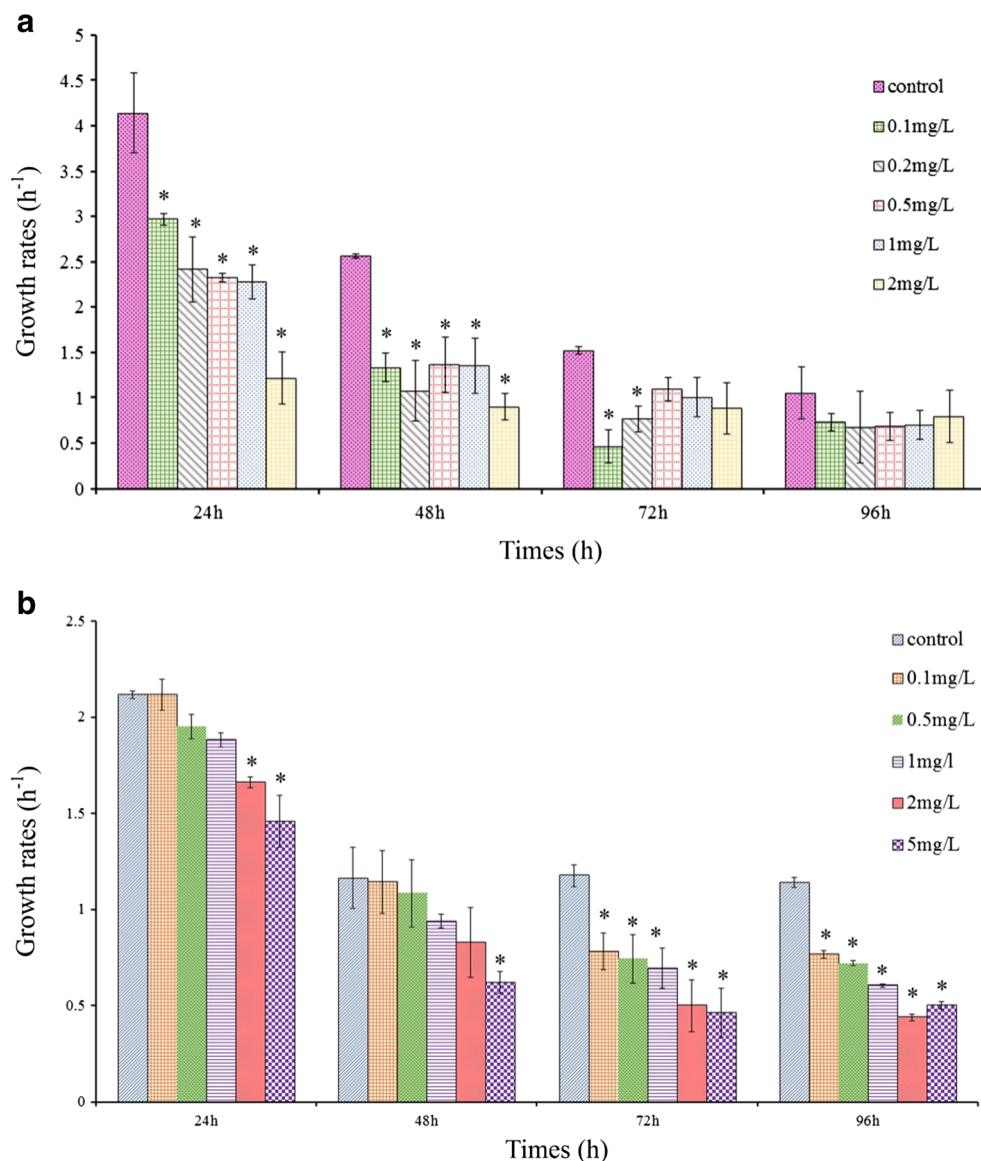 a
5
4.5
4
3.5
3
2.5
2
1.5
1
0.5
0
Growth rates (h-1)
control
0.1mg/L
0.2mg/L
0.5mg/L
1mg/L
2mg/L
* * * * *
* * * * *
* *
24h 48h 72h 96h
Times (h)
b
2.5
2
1.5
1
0.5
0
Growth rates (h-1)
control
0.1mg/L
0.5mg/L
1mg/l
2mg/L
5mg/L
* *
*
* * * * *
* * * * *
24h 48h 72h 96h
Times (h)